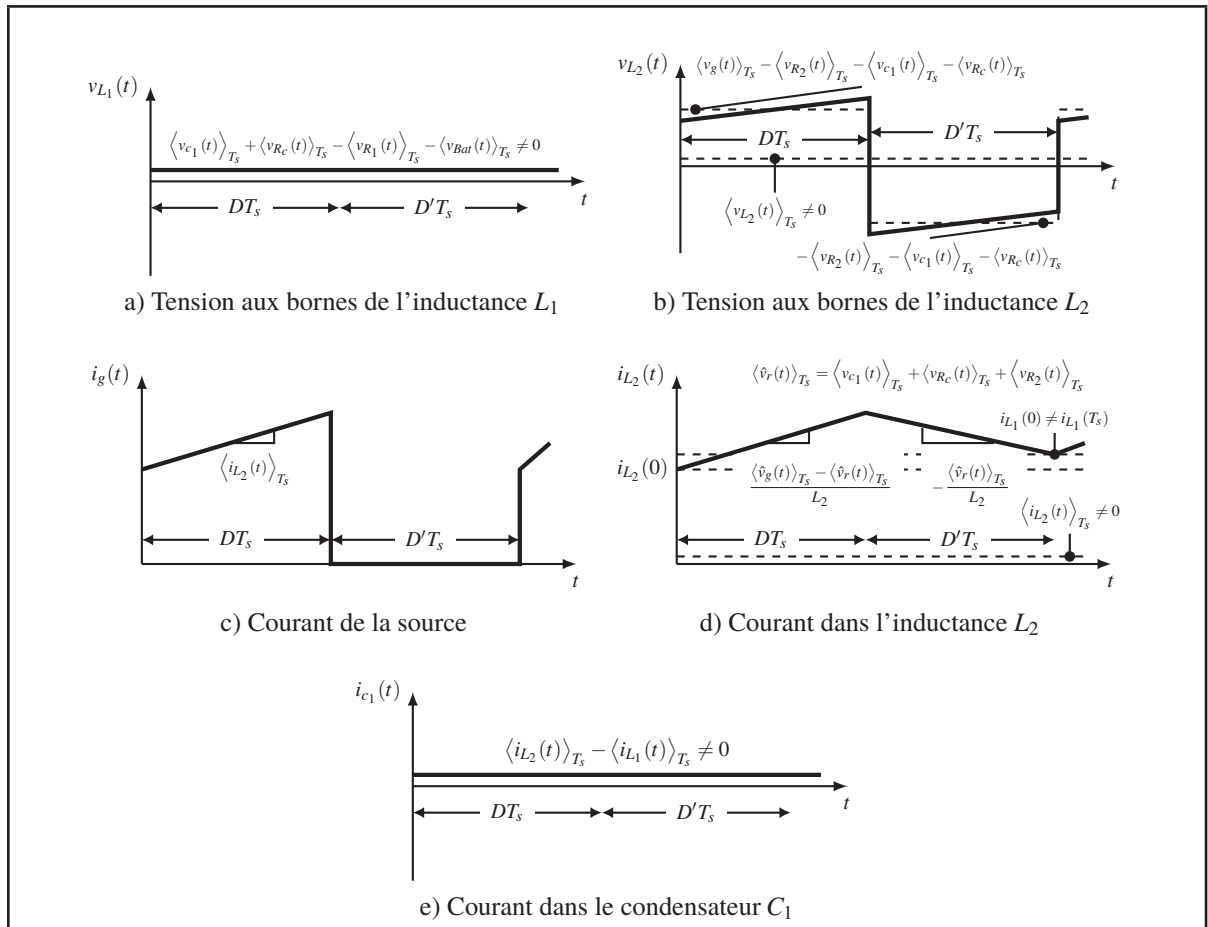 v_{L_1}(t)
⟨v_{c_1}(t)⟩_{T_s} + ⟨v_{Rc}(t)⟩_{T_s} − ⟨v_{R_1}(t)⟩_{T_s} − ⟨v_{Bat}(t)⟩_{T_s} ≠ 0
DT_s D′T_s
t
a) Tension aux bornes de l’inductance L_1
v_{L_2}(t)
⟨v_g(t)⟩_{T_s} − ⟨v_{R_2}(t)⟩_{T_s} − ⟨v_{c_1}(t)⟩_{T_s} − ⟨v_{Rc}(t)⟩_{T_s}
DT_s D′T_s
t
⟨v_{L_2}(t)⟩_{T_s} ≠ 0
−⟨v_{R_2}(t)⟩_{T_s} − ⟨v_{c_1}(t)⟩_{T_s} − ⟨v_{Rc}(t)⟩_{T_s}
b) Tension aux bornes de l’inductance L_2
i_g(t)
⟨i_{L_2}(t)⟩_{T_s}
DT_s D′T_s
t
c) Courant de la source
i_{L_2}(t)
⟨v̂_r(t)⟩_{T_s} = ⟨v_{c_1}(t)⟩_{T_s} + ⟨v_{Rc}(t)⟩_{T_s} + ⟨v_{R_2}(t)⟩_{T_s}
i_{L_1}(0) ≠ i_{L_1}(T_s)
i_{L_2}(0)
(⟨v̂_g(t)⟩_{T_s} − ⟨v̂_r(t)⟩_{T_s}) / L_2
−⟨v̂_r(t)⟩_{T_s} / L_2
⟨i_{L_2}(t)⟩_{T_s} ≠ 0
DT_s D′T_s
t
d) Courant dans l’inductance L_2
i_{c_1}(t)
⟨i_{L_2}(t)⟩_{T_s} − ⟨i_{L_1}(t)⟩_{T_s} ≠ 0
DT_s D′T_s
t
e) Courant dans le condensateur C_1